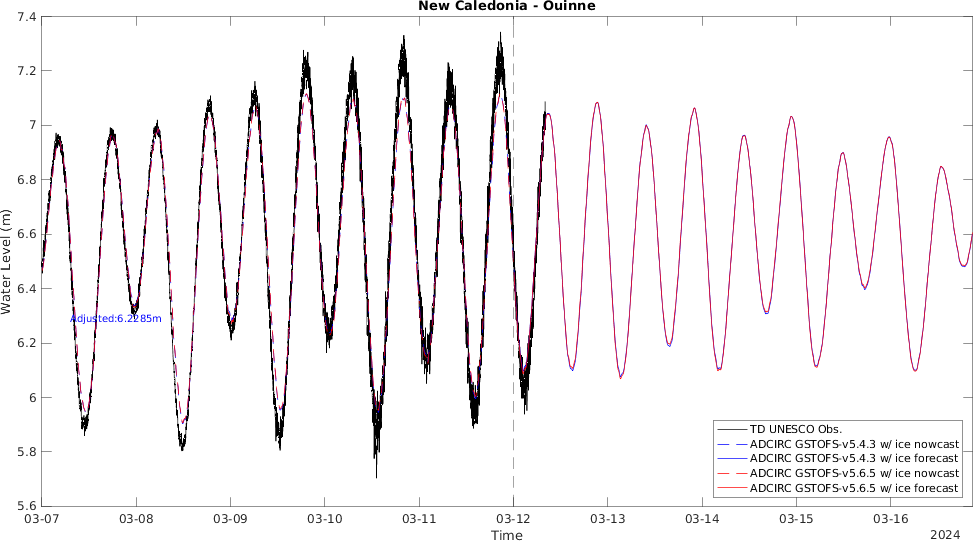 New Caledonia - Ouinne
7.4
7.2
7
6.8
6.6
6.4
6.2
6
5.8
5.6
Water Level (m)
Adjusted:6.2285m
TD UNESCO Obs.
ADCIRC GSTOFS-v5.4.3 w/ ice nowcast
ADCIRC GSTOFS-v5.4.3 w/ ice forecast
ADCIRC GSTOFS-v5.6.5 w/ ice nowcast
ADCIRC GSTOFS-v5.6.5 w/ ice forecast
03-07 03-08 03-09 03-10 03-11 03-12 03-13 03-14 03-15 03-16
Time
2024